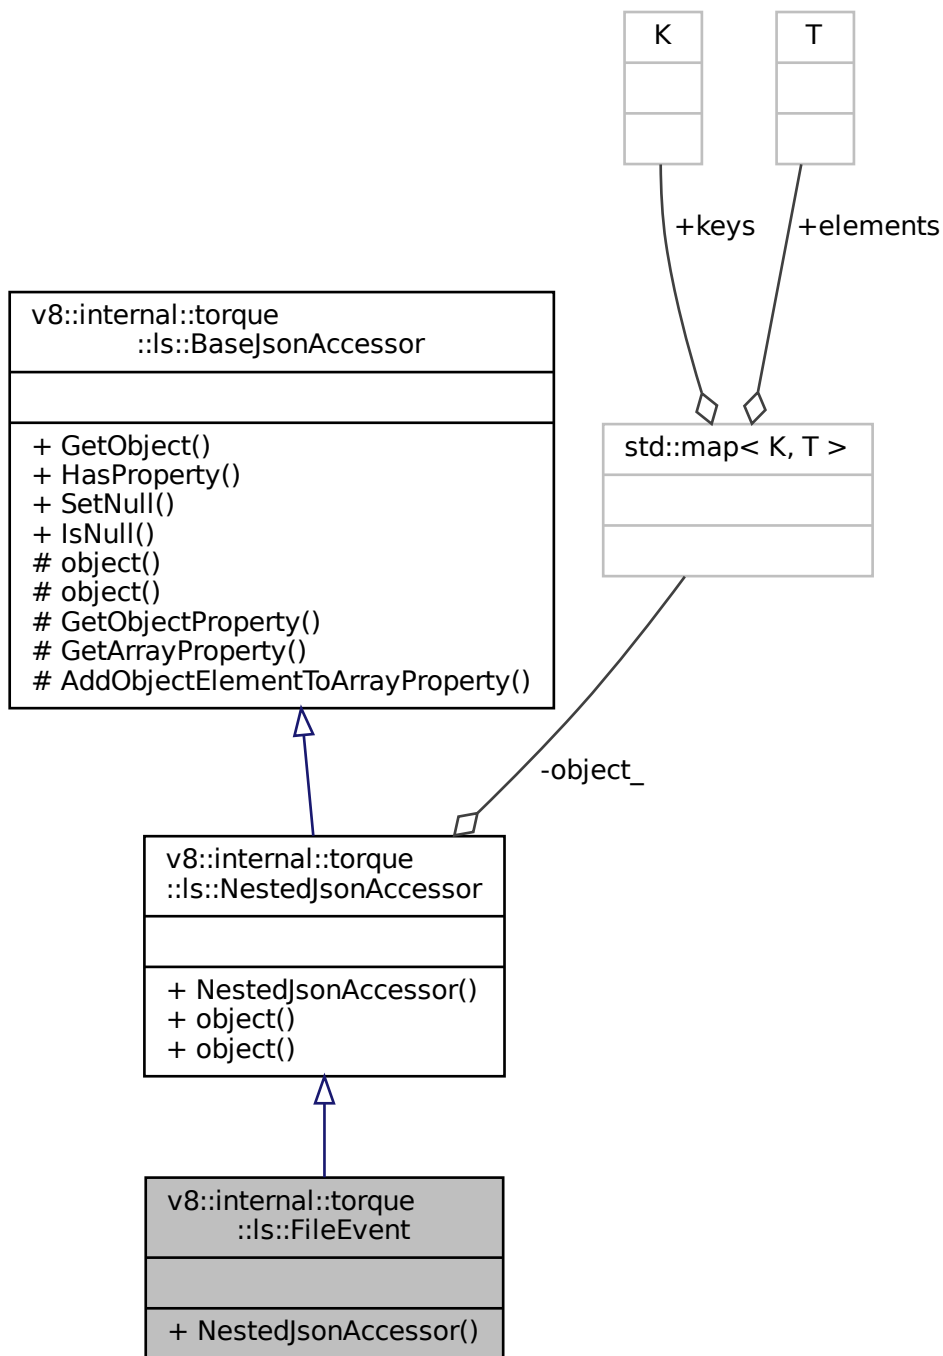 K
T
+keys
+elements
v8::internal::torque
::ls::BaseJsonAccessor
+ GetObject()
+ HasProperty()
+ SetNull()
+ IsNull()
# object()
# object()
# GetObjectProperty()
# GetArrayProperty()
# AddObjectElementToArrayProperty()
std::map< K, T >
-object_
v8::internal::torque
::ls::NestedJsonAccessor
+ NestedJsonAccessor()
+ object()
+ object()
v8::internal::torque
::ls::FileEvent
+ NestedJsonAccessor()